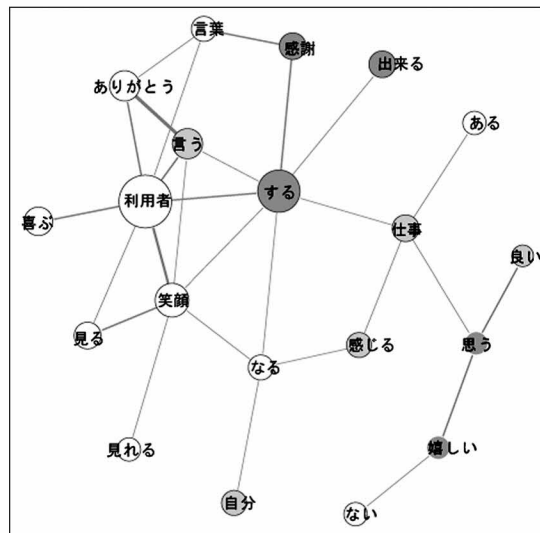 言葉
感謝
出来る
ありがとう
ある
言う
利用者
する
喜ぶ
仕事
良い
笑顔
見る
感じる
思う
なる
見れる
嬉しい
自分
ない